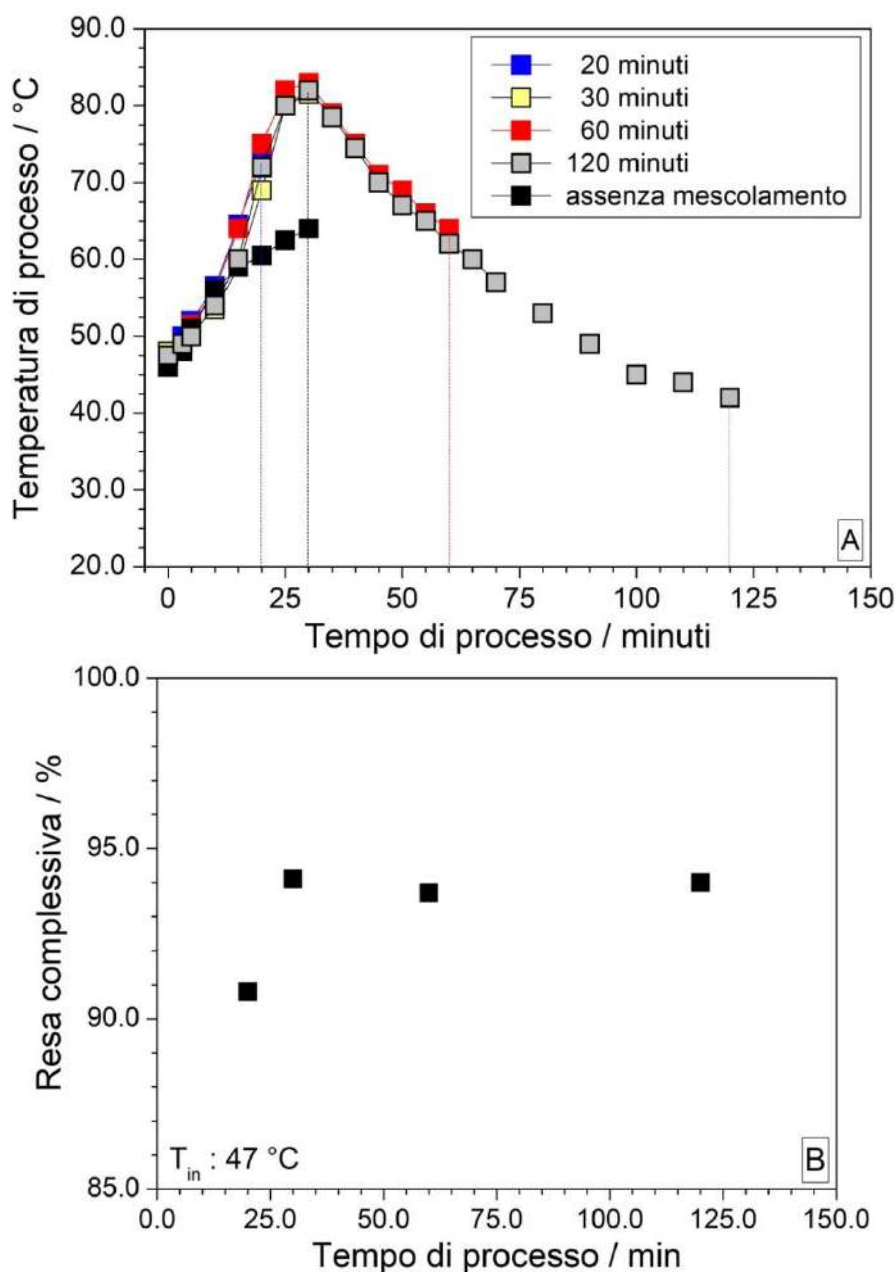 90.0
80.0
70.0
60.0
50.0
40.0
30.0
20.0
Temperatura di processo / °C
20 minuti
30 minuti
60 minuti
120 minuti
assenza mescolamento
A
0 25 50 75 100 125 150
Tempo di processo / minuti
100.0
95.0
90.0
85.0
Resa complessiva / %
T in : 47 °C
B
0.0 25.0 50.0 75.0 100.0 125.0 150.0
Tempo di processo / min